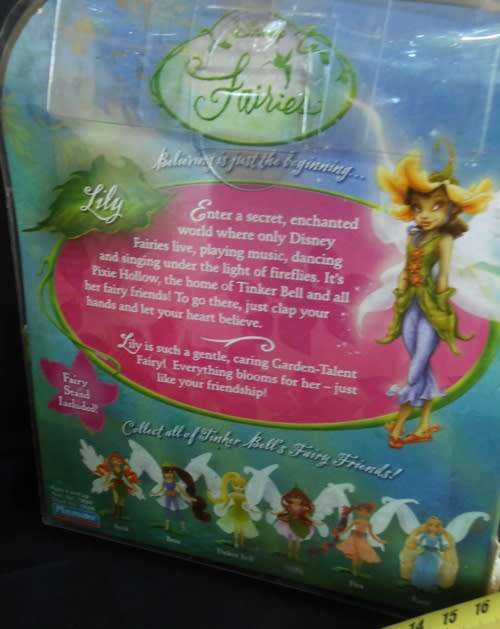 Disney
Fairies
Believing is just the beginning...
Lily
Enter a secret, enchanted
world where only Disney
Fairies live, playing music, dancing
and singing under the light of fireflies. It's
Pixie Hollow, the home of Tinker Bell and all
her fairy friends! To go there, just clap your
hands and let your heart believe.
Lily is such a gentle, caring Garden-Talent
Fairy! Everything blooms for her – just
like your friendship!
Fairy
Stand
Included!
Collect all of Tinker Bell's Fairy Friends!
Beck
Tinker Bell
Fira
Playmates
14 15 16